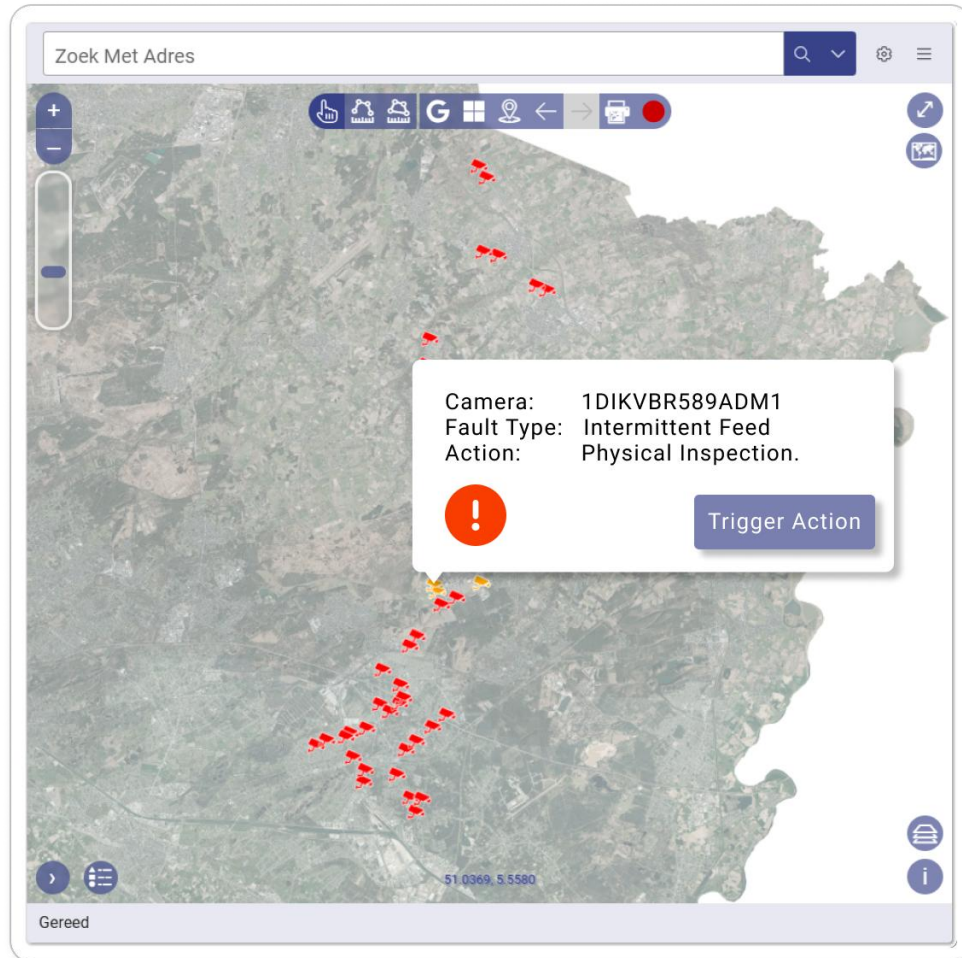 Zoek Met Adres
Camera: 1DIKVBR589ADM1
Fault Type: Intermittent Feed
Action: Physical Inspection.
Trigger Action
51.0369, 5.5580
Gereed